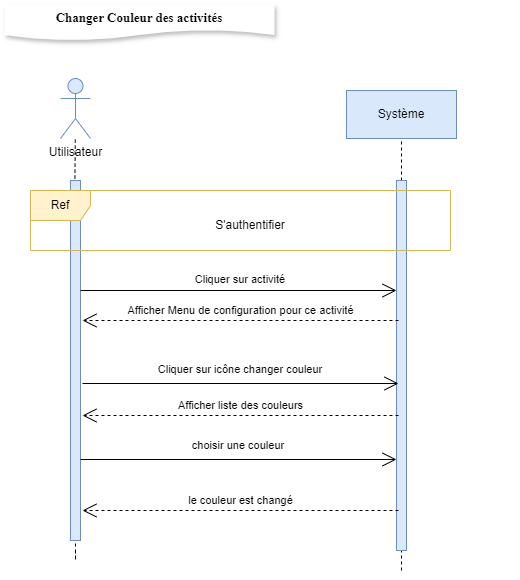 Changer Couleur des activités
Système
Utilisateur
Ref
S'authentifier
Cliquer sur activité
Afficher Menu de configuration pour ce activité
Cliquer sur icône changer couleur
Afficher liste des couleurs
choisir une couleur
le couleur est changé